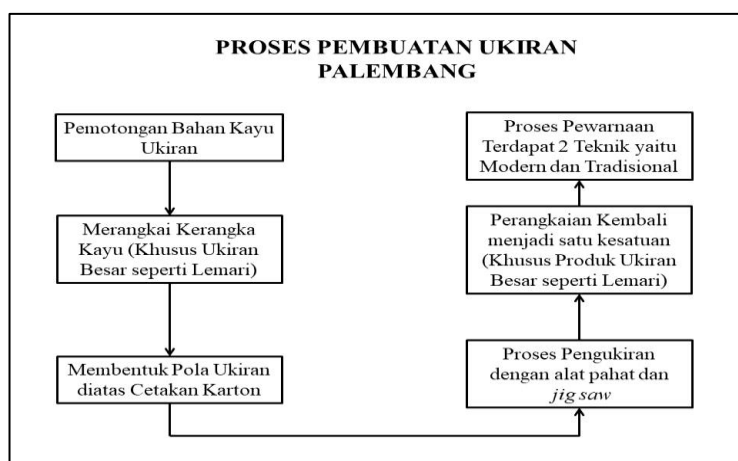 PROSES PEMBUATAN UKIRAN
PALEMBANG
Pemotongan Bahan Kayu
Ukiran
Merangkai Kerangka
Kayu (Khusus Ukiran
Besar seperti Lemari)
Membentuk Pola Ukiran
diatas Cetakan Karton
Proses Pengukiran
dengan alat pahat dan
jig saw
Perangkaian Kembali
menjadi satu kesatuan
(Khusus Produk Ukiran
Besar seperti Lemari)
Proses Pewarnaan
Terdapat 2 Teknik yaitu
Modern dan Tradisional